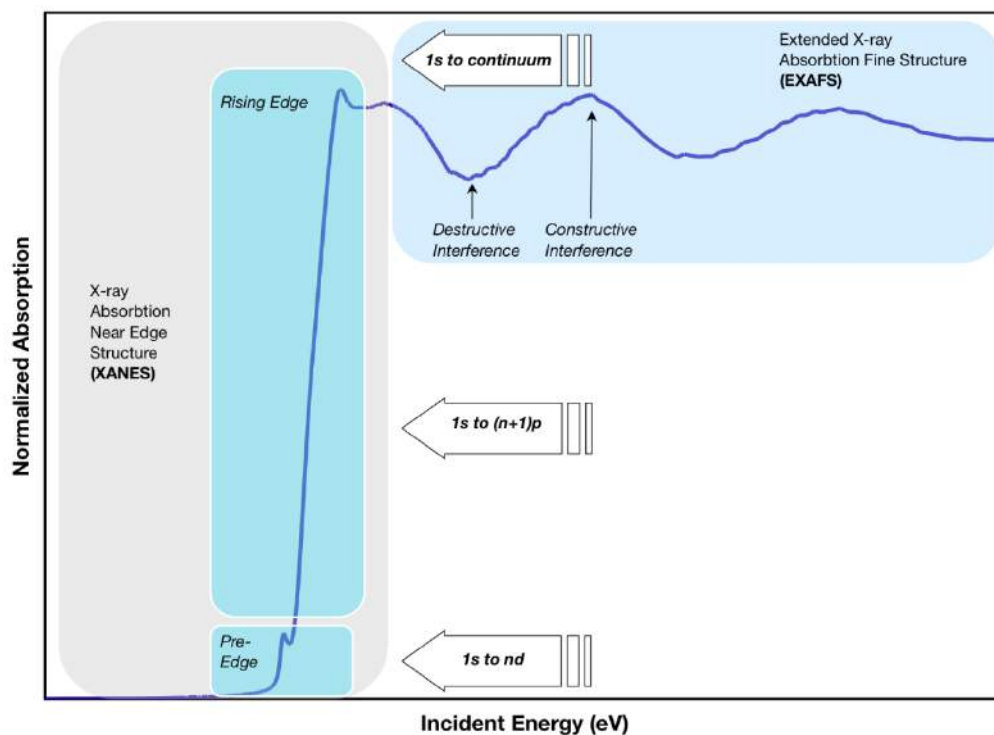 1s to continuum
Extended X-ray
Absorbtion Fine Structure
(EXAFS)
Rising Edge
Destructive
Interference
Constructive
Interference
X-ray
Absorbtion
Near Edge
Structure
(XANES)
Normalized Absorption
1s to (n+1)p
Pre-
Edge
1s to nd
Incident Energy (eV)